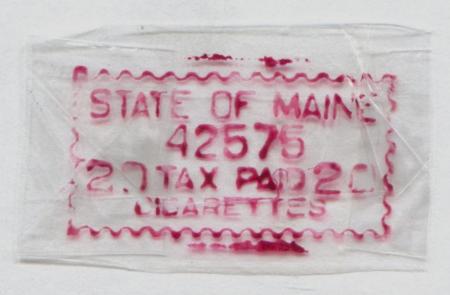 STATE OF MAINE
42575
20 TAX PAID 20
CIGARETTES